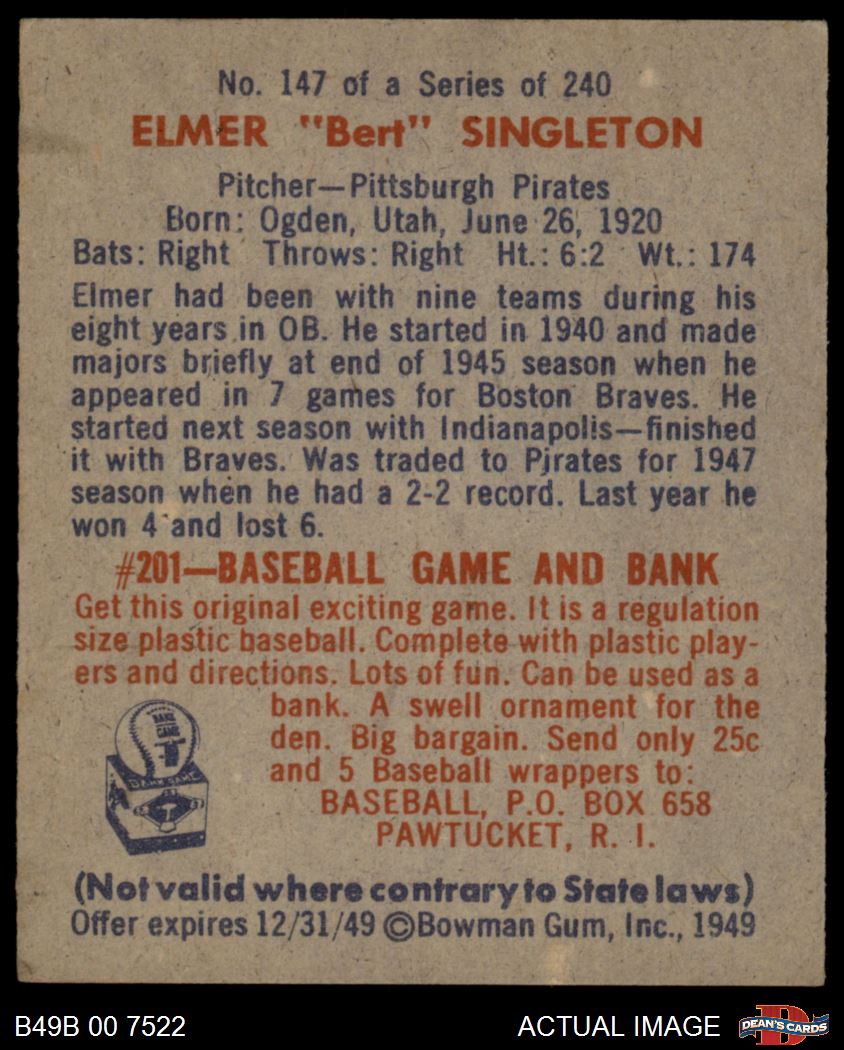 No. 147 of a Series of 240
ELMER "Bert" SINGLETON
Pitcher—Pittsburgh Pirates
Born: Ogden, Utah, June 26, 1920
Bats: Right Throws: Right Ht.: 6:2 Wt.: 174
Elmer had been with nine teams during his
eight years in OB. He started in 1940 and made
majors briefly at end of 1945 season when he
appeared in 7 games for Boston Braves. He
started next season with Indianapolis—finished
it with Braves. Was traded to Pirates for 1947
season when he had a 2-2 record. Last year he
won 4 and lost 6.
#201—BASEBALL GAME AND BANK
Get this original exciting game. It is a regulation
size plastic baseball. Complete with plastic play-
ers and directions. Lots of fun. Can be used as a
bank. A swell ornament for the
den. Big bargain. Send only 25c
and 5 Baseball wrappers to:
BASEBALL, P.O. BOX 658
PAWTUCKET, R. I.
BANK
GAME
BANK GAME
(Not valid where contrary to State laws)
Offer expires 12/31/49 ©Bowman Gum, Inc., 1949
B49B 00 7522
ACTUAL IMAGE
DEAN'S CARDS